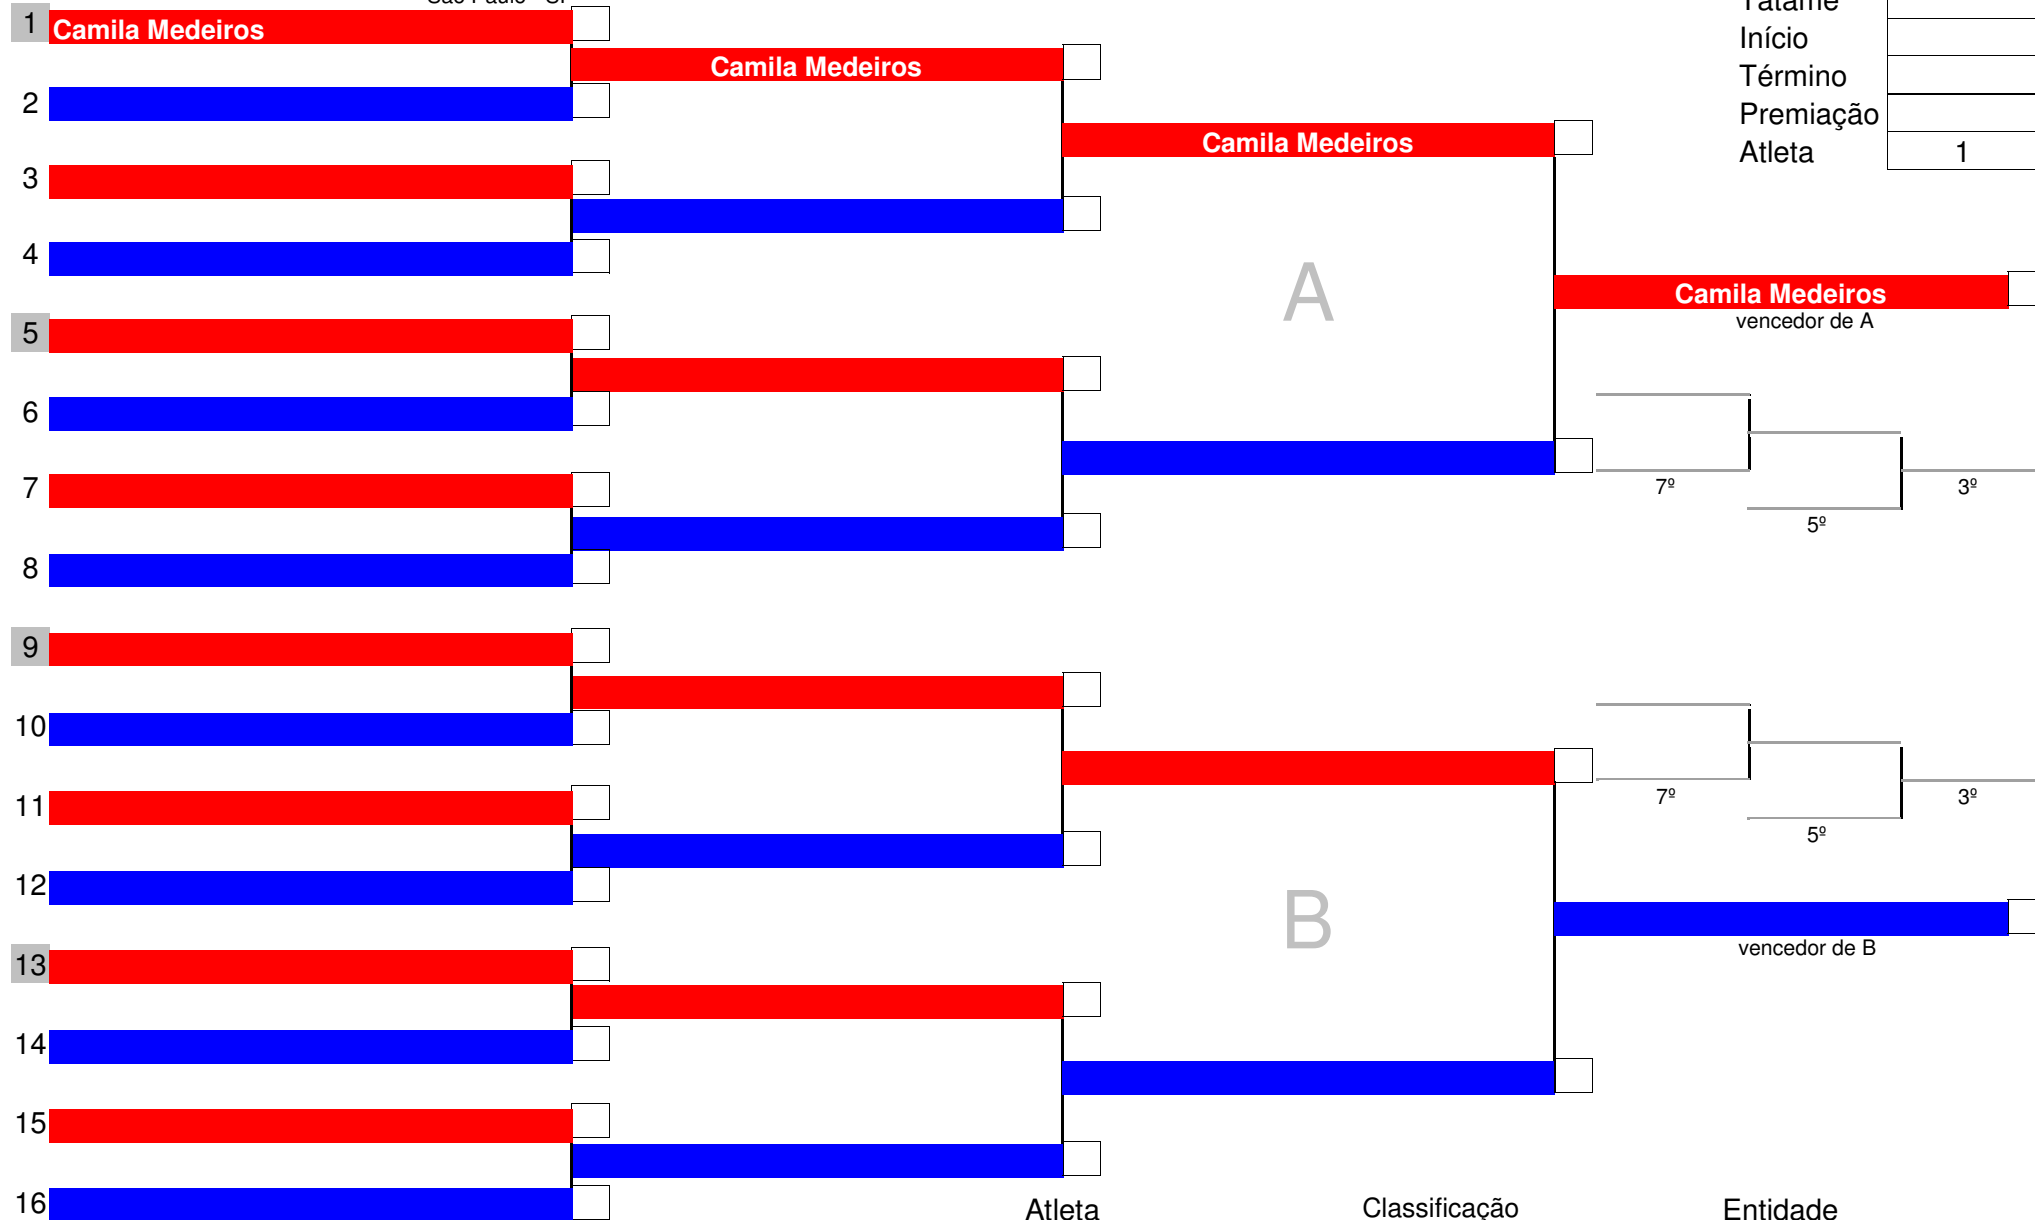 Tatame
1 Camila Medeiros
Camila Medeiros
Início
Término
2
Premiação
Camila Medeiros
Atleta 1
3
4
A
Camila Medeiros
vencedor de A
5
6
7
7º
3º
5º
8
9
10
11
7º
3º
5º
12
B
vencedor de B
13
14
15
16
Atleta Classificação Entidade